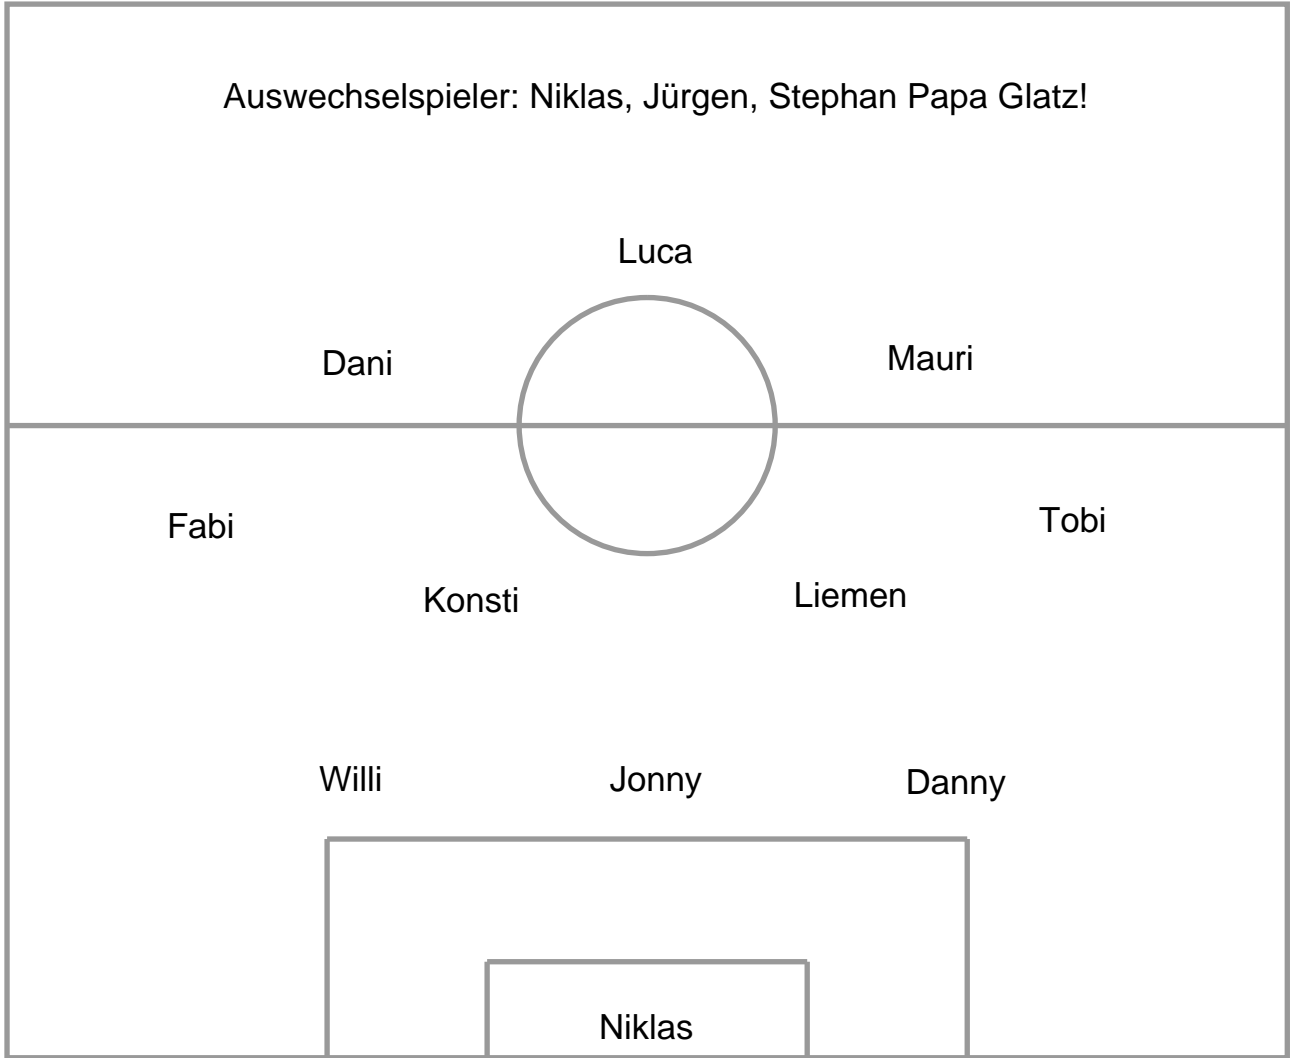 Auswechselspieler: Niklas, Jürgen, Stephan Papa Glatz!
Luca
Dani
Mauri
Fabi
Tobi
Konsti
Liemen
Willi
Jonny
Danny
Niklas